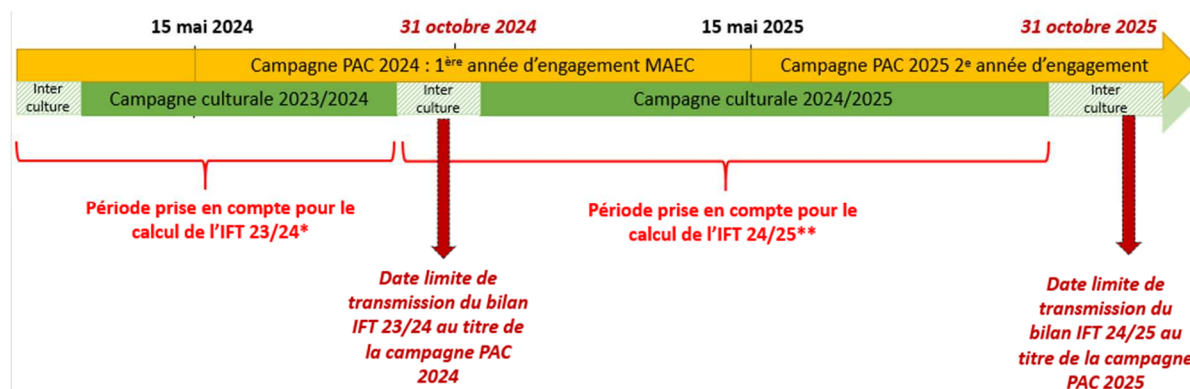 15 mai 2024
31 octobre 2024
15 mai 2025
31 octobre 2025
Campagne PAC 2024 : 1ère année d’engagement MAEC
Campagne PAC 2025 2e année d’engagement
Inter
culture
Campagne culturale 2023/2024
Inter
culture
Campagne culturale 2024/2025
Inter
culture
Période prise en compte pour le
calcul de l’IFT 23/24*
Période prise en compte pour le
calcul de l’IFT 24/25**
Date limite de
transmission du bilan
IFT 23/24 au titre de
la campagne PAC
2024
Date limite de
transmission du
bilan IFT 24/25 au
titre de la campagne
PAC 2025